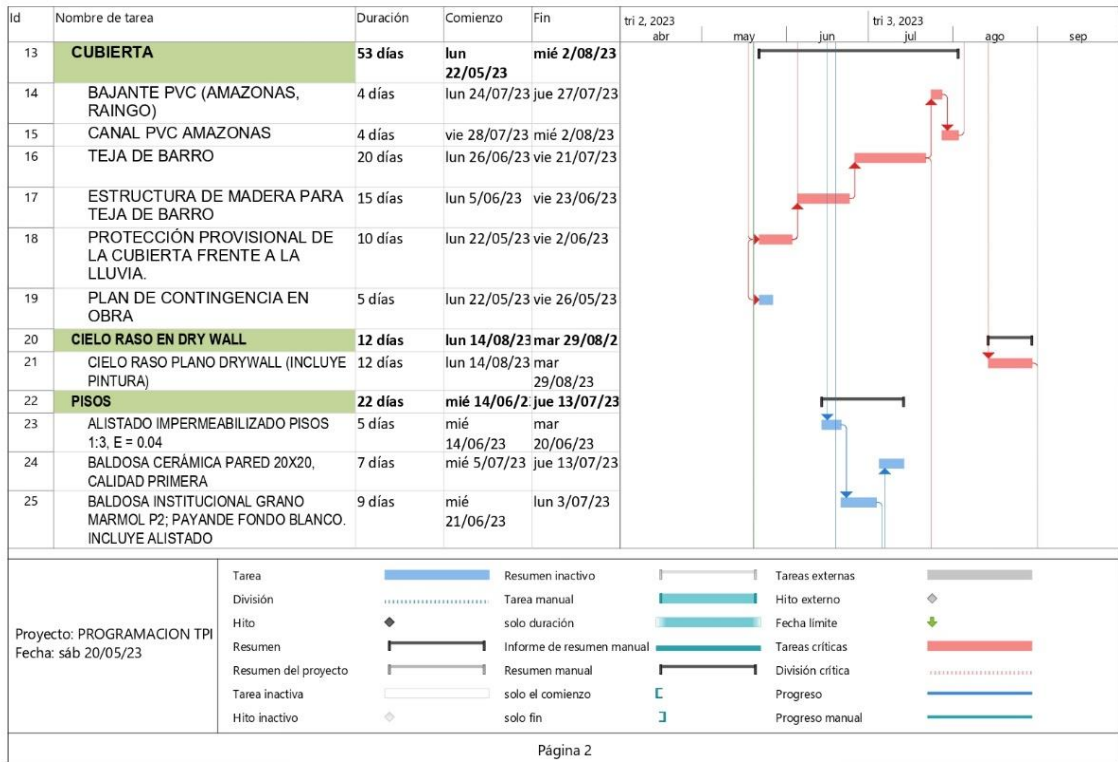 Id Nombre de tarea Duración Comienzo Fin tri 2, 2023 tri 3, 2023
abr may jun jul ago sep
13 CUBIERTA 53 días lun mié 2/08/23
22/05/23
14 BAJANTE PVC (AMAZONAS, 4 días lun 24/07/23 jue 27/07/23
RAINGO)
15 CANAL PVC AMAZONAS 4 días vie 28/07/23 mié 2/08/23
16 TEJA DE BARRO 20 días lun 26/06/23 vie 21/07/23
17 ESTRUCTURA DE MADERA PARA 15 días lun 5/06/23 vie 23/06/23
TEJA DE BARRO
18 PROTECCIÓN PROVISIONAL DE 10 días lun 22/05/23 vie 2/06/23
LA CUBIERTA FRENTE A LA
LLUVIA.
19 PLAN DE CONTINGENCIA EN 5 días lun 22/05/23 vie 26/05/23
OBRA
20 CIELO RASO EN DRY WALL 12 días lun 14/08/23 mar 29/08/2
21 CIELO RASO PLANO DRYWALL (INCLUYE 12 días lun 14/08/23 mar
PINTURA) 29/08/23
22 PISOS 22 días mié 14/06/2 jue 13/07/23
23 ALISTADO IMPERMEABILIZADO PISOS 5 días mié mar
1:3, E = 0.04 14/06/23 20/06/23
24 BALDOSA CERÁMICA PARED 20X20, 7 días mié 5/07/23 jue 13/07/23
CALIDAD PRIMERA
25 BALDOSA INSTITUCIONAL GRANO 9 días mié lun 3/07/23
MARMOL P2; PAYANDE FONDO BLANCO. 21/06/23
INCLUYE ALISTADO
Proyecto: PROGRAMACION TPI
Fecha: sáb 20/05/23
Tarea Resumen inactivo Tareas externas
División Tarea manual Hito externo
Hito solo duración Fecha límite
Resumen Informe de resumen manual Tareas críticas
Resumen del proyecto Resumen manual División crítica
Tarea inactiva solo el comienzo Progreso
Hito inactivo solo fin Progreso manual
Página 2